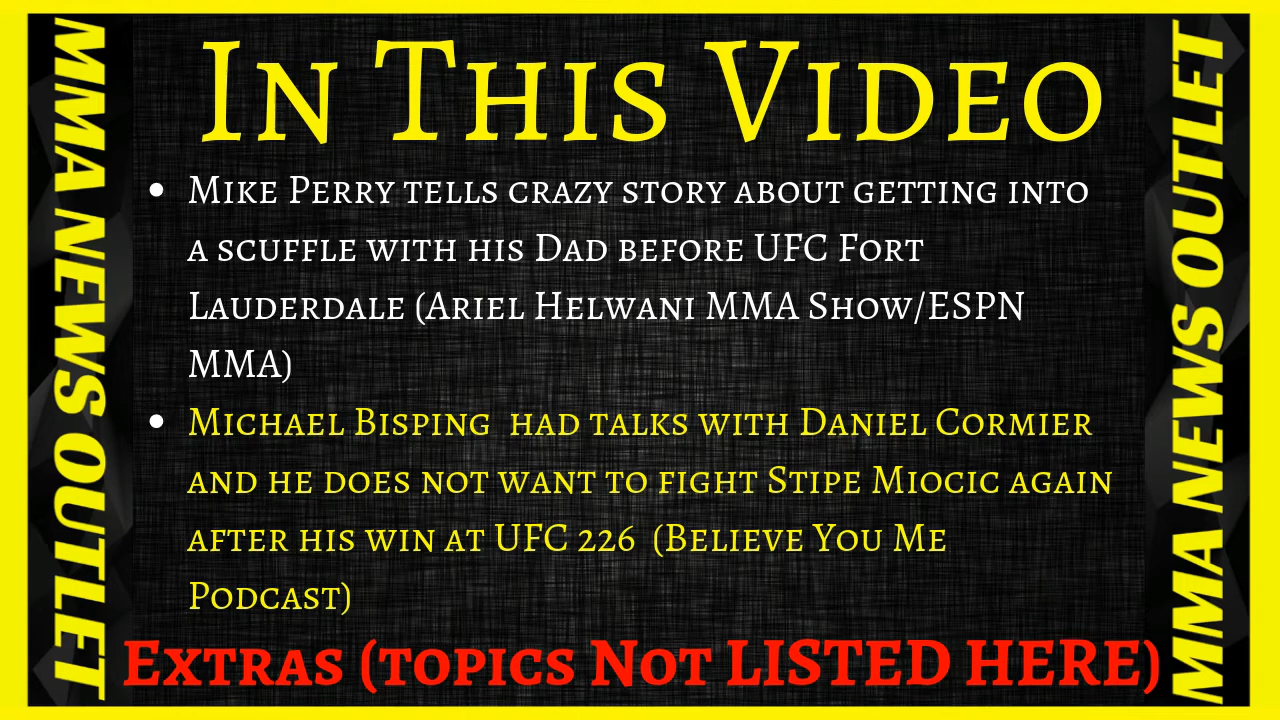 In This Video
MMA NEWS OUTLET
• Mike Perry tells crazy story about getting into
a scuffle with his Dad before UFC Fort
Lauderdale (Ariel Helwani MMA Show/ESPN
MMA)
• Michael Bisping had talks with Daniel Cormier
and he does not want to fight Stipe Miocic again
after his win at UFC 226 (Believe You Me
Podcast)
Extras (topics Not LISTED HERE)
MMA NEWS OUTLET